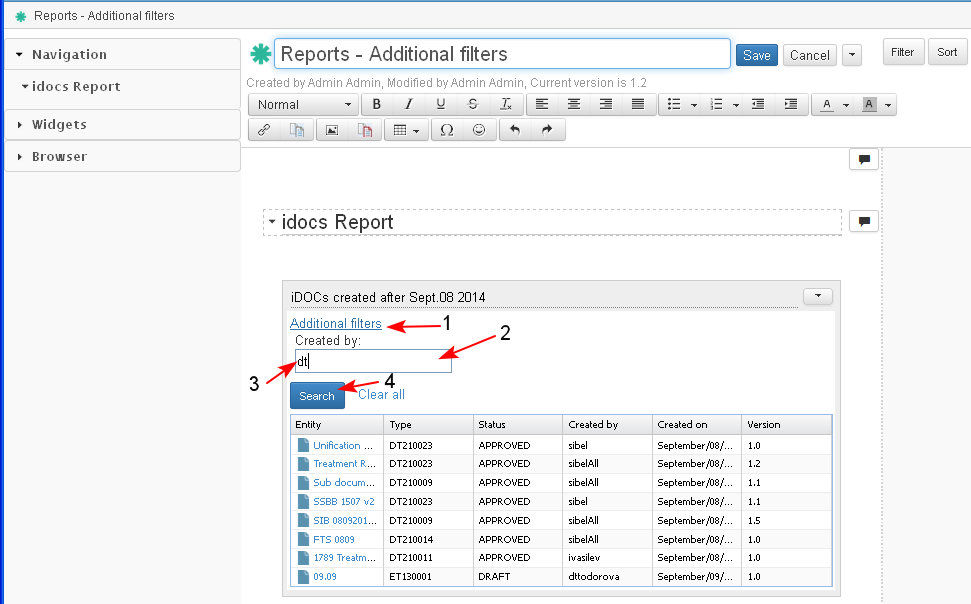 Reports - Additional filters
Navigation
idocs Report
Widgets
Browser
Reports - Additional filters
Save
Cancel
Filter
Sort
Created by Admin Admin, Modified by Admin Admin, Current version is 1.2
Normal B I U S Tx
A A
Ω
idocs Report
iDOCs created after Sept.08 2014
Additional filters
1
Created by:
2
dt
3
4
Search
Clear all
Entity Type Status Created by Created on Version
Unification ... DT210023 APPROVED sibel September/08/... 1.0
Treatment R... DT210023 APPROVED sibelAll September/08/... 1.2
Sub docum... DT210009 APPROVED sibelAll September/08/... 1.1
SSBB 1507 v2 DT210023 APPROVED sibel September/08/... 1.1
SIB 0809201... DT210009 APPROVED sibelAll September/08/... 1.5
FTS 0809 DT210014 APPROVED sibelAll September/08/... 1.0
1789 Treatm... DT210011 APPROVED ivasilev September/08/... 1.0
09.09 ET130001 DRAFT dttodorova September/09/... 1.0